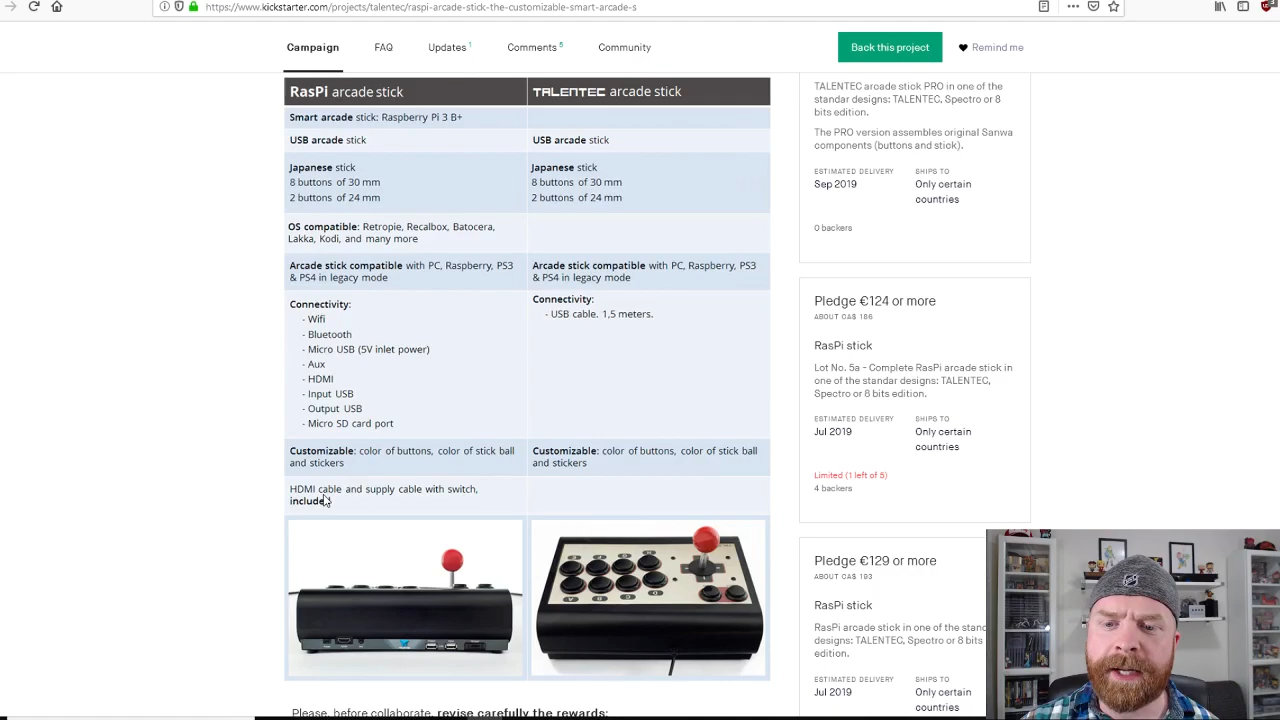 https://www.kickstarter.com/projects/talentec/raspi-arcade-stick-the-customizable-smart-arcade-s
Campaign
FAQ
Updates 1
Comments 5
Community
Back this project
Remind me
RasPi arcade stick
TALENTEC arcade stick
Smart arcade stick: Raspberry Pi 3 B+
USB arcade stick
USB arcade stick
Japanese stick
8 buttons of 30 mm
2 buttons of 24 mm
Japanese stick
8 buttons of 30 mm
2 buttons of 24 mm
OS compatible: Retropie, Recalbox, Batocera,
Lakka, Kodi, and many more
Arcade stick compatible with PC, Raspberry, PS3
& PS4 in legacy mode
Arcade stick compatible with PC, Raspberry, PS3
& PS4 in legacy mode
Connectivity:
- Wifi
- Bluetooth
- Micro USB (5V inlet power)
- Aux
- HDMI
- Input USB
- Output USB
- Micro SD card port
Connectivity:
- USB cable. 1,5 meters.
Customizable: color of buttons, color of stick ball
and stickers
Customizable: color of buttons, color of stick ball
and stickers
HDMI cable and supply cable with switch,
include
Please, before collaborate, revise carefully the rewards:
TALENTEC arcade stick PRO in one of the
standar designs: TALENTEC, Spectro or 8
bits edition.
The PRO version assembles original Sanwa
components (buttons and stick).
ESTIMATED DELIVERY
Sep 2019
SHIPS TO
Only certain
countries
0 backers
Pledge €124 or more
ABOUT CA$ 186
RasPi stick
Lot No. 5a - Complete RasPi arcade stick in
one of the standar designs: TALENTEC,
Spectro or 8 bits edition.
ESTIMATED DELIVERY
Jul 2019
SHIPS TO
Only certain
countries
Limited (1 left of 5)
4 backers
Pledge €129 or more
ABOUT CA$ 193
RasPi stick
RasPi arcade stick in one of the stand
designs: TALENTEC, Spectro or 8 bits
edition.
ESTIMATED DELIVERY
Jul 2019
SHIPS TO
Only certain
countries